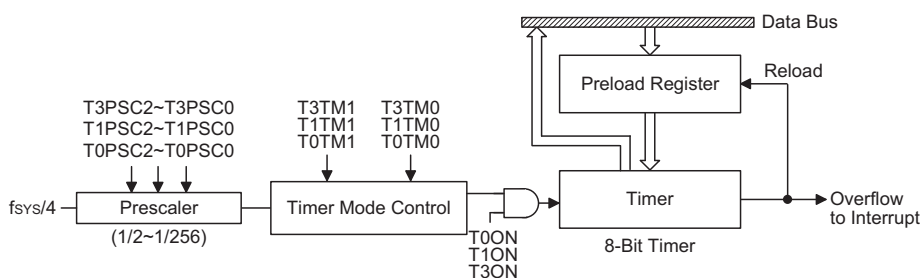 Data Bus
Preload Register
Reload
T3PSC2~T3PSC0
T1PSC2~T1PSC0
T0PSC2~T0PSC0
T3TM1
T1TM1
T0TM1
T3TM0
T1TM0
T0TM0
fSYS/4
Prescaler
(1/2~1/256)
Timer Mode Control
T0ON
T1ON
T3ON
Timer
8-Bit Timer
Overflow
to Interrupt